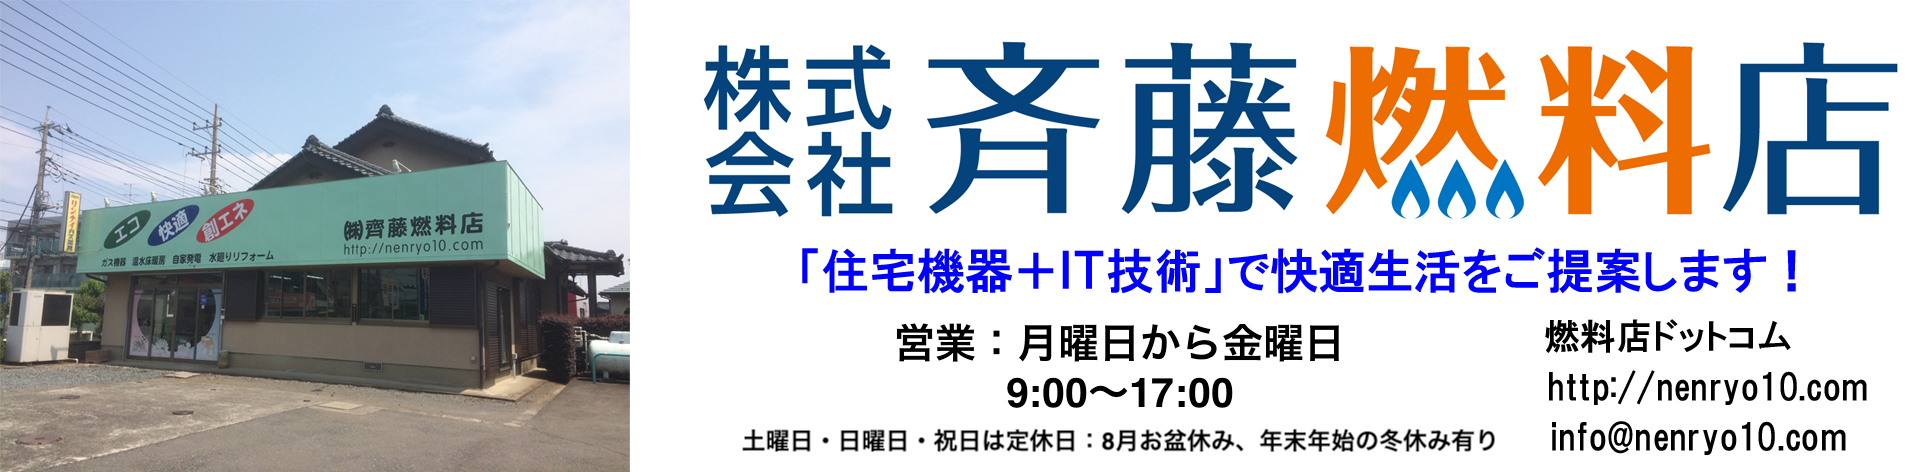 エコ 快適 創エネ
㈱齊藤燃料店
http://nenryo10.com
ガス機器 温水床暖房 自家発電 水廻りリフォーム
株式会社 斉藤燃料店
「住宅機器＋IT技術」で快適生活をご提案します！
営業：月曜日から金曜日
9:00〜17:00
土曜日・日曜日・祝日は定休日：8月お盆休み、年末年始の冬休み有り
燃料店ドットコム
http://nenryo10.com
info@nenryo10.com